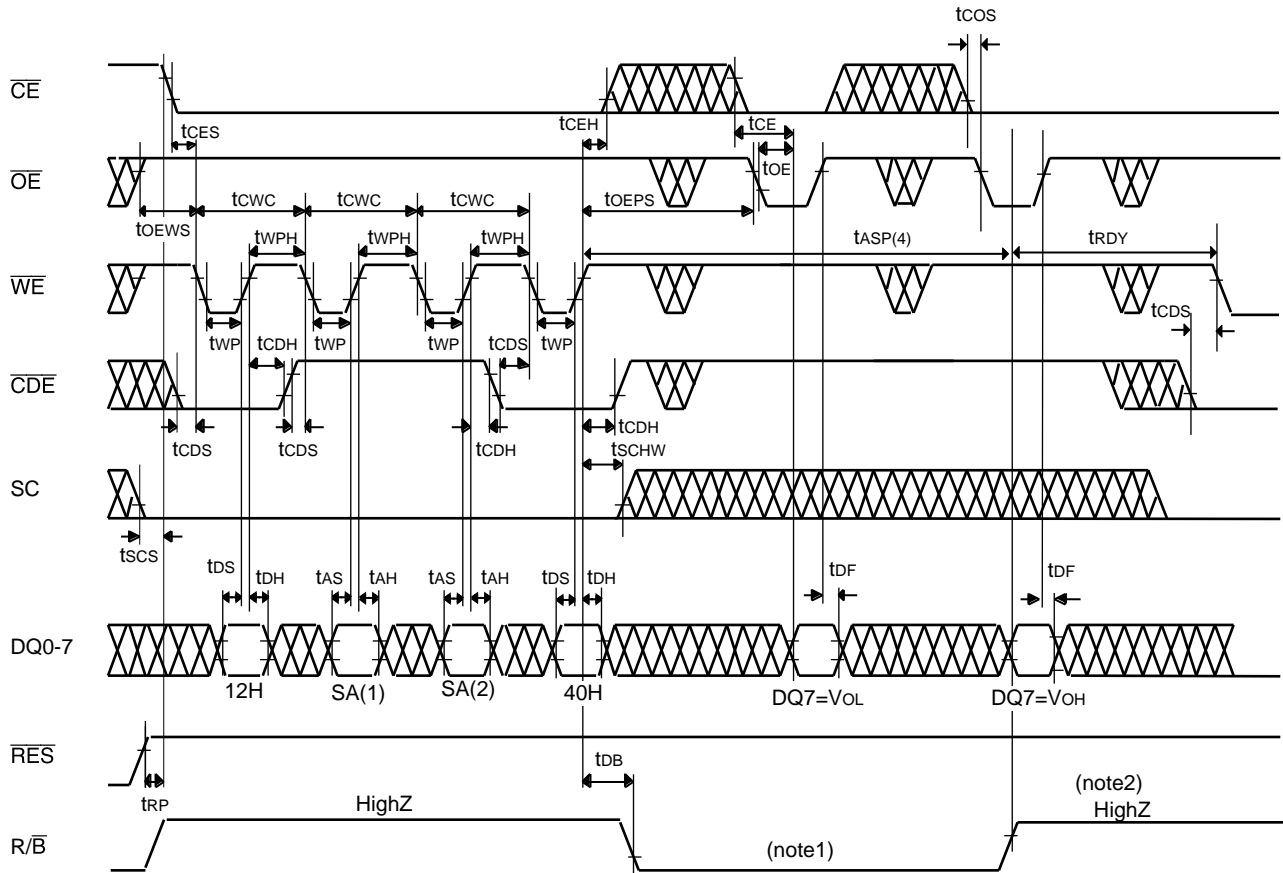 tCOS
CE
tCES
tCEH
tCE
OE
tOE
tCWC
tCWC
tCWC
tOEWS
tOEPS
tWPH
tWPH
tWPH
tASP(4)
tRDY
WE
tWP
tWP
tWP
tWP
tCDH
tCDS
tCDS
CDE
tCDS
tCDS
tCDH
tCDH
tSCHW
SC
tSCS
tDS
tDH
tAS
tAH
tAS
tAH
tDS
tDH
tDF
tDF
DQ0-7
12H
SA(1)
SA(2)
40H
DQ7=VOL
DQ7=VOH
RES
tRP
tDB
HighZ
(note2)
HighZ
R/B
(note1)